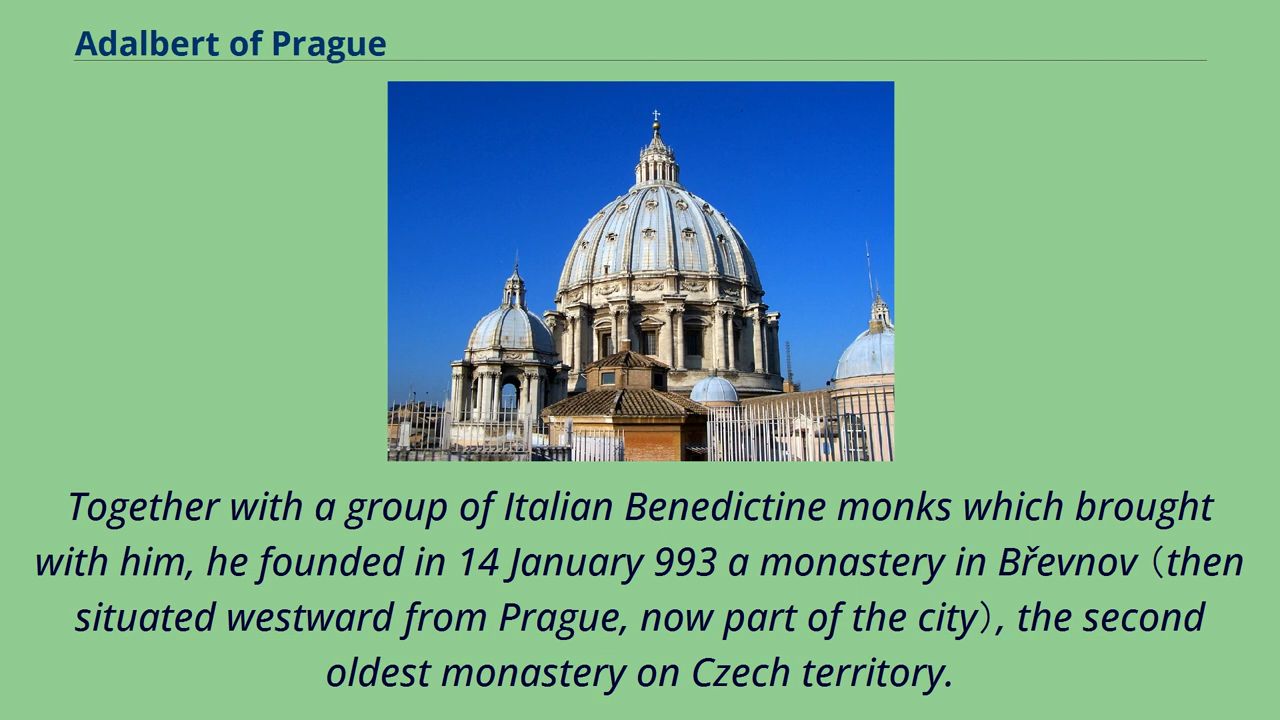 Adalbert of Prague
Together with a group of Italian Benedictine monks which brought
with him, he founded in 14 January 993 a monastery in Břevnov（then
situated westward from Prague, now part of the city）, the second
oldest monastery on Czech territory.